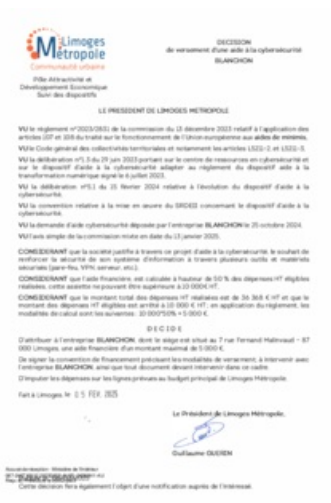 Limoges
Métropole
Communauté urbaine
Pôle Attractivité et
Développement Economique
Suivi des dispositifs
DECISION
de versement d'une aide à la cybersécurité
BLANCHON
LE PRESIDENT DE LIMOGES METROPOLE
VU le règlement n°2023/2831 de la commission du 13 décembre 2023 relatif à l'application des
articles 107 et 108 du traité sur le fonctionnement de l'Union européenne aux aides de minimis,
VU le Code général des collectivités territoriales et notamment les articles L5211-2, et L5211-3,
VU la délibération n°1.3 du 29 juin 2023 portant sur le centre de ressources en cybersécurité et
sur le dispositif d'aide à la cybersécurité adapter au règlement du dispositif aide à la
transformation numérique signé le 6 juillet 2023,
VU la délibération n°5.1 du 15 février 2024 relative à l'évolution du dispositif d'aide à la
cybersécurité,
VU la convention relative à la mise en œuvre du SRDEII concernant le dispositif d'aide à la
cybersécurité,
VU la demande d'aide cybersécurité déposée par l'entreprise BLANCHON le 25 octobre 2024,
VU l'avis simple de la commission mixte en date du 13 janvier 2025,
CONSIDERANT que la société justifie à travers ce projet d'aide à la cybersécurité le souhait de
renforcer la sécurité de son système d'information à travers plusieurs outils et matériels
sécurisés (pare-feu, VPN, serveur, etc.),
CONSIDERANT que l'aide financière, est calculée à hauteur de 50 % des dépenses HT éligibles
réalisées, cette assiette ne pouvant être supérieure à 10 000€ HT,
CONSIDERANT que le montant total des dépenses HT réalisées est de 36 368 € HT et que le
montant des dépenses HT éligibles est arrêté à 10 000 € HT; en application du règlement, les
modalités de calcul sont les suivantes : 10 000*50% = 5 000 €,
D E C I D E
D'attribuer à l'entreprise BLANCHON, dont le siège est situé au 7 rue Fernand Malinvaud – 87
000 Limoges, une aide financière d'un montant maximal de 5 000 €.
De signer la convention de financement précisant les modalités de versement, à intervenir avec
l'entreprise BLANCHON, ainsi que tout document devant intervenir dans ce cadre.
D'imputer les dépenses sur les lignes prévues au budget principal de Limoges Métropole.
Fait à Limoges, le 05 FEV. 2025
Le Président de Limoges Métropole,
Guillaume GUERIN
Accusé de réception - Ministère de l'Intérieur
Cette décision fera également l'objet d'une notification auprès de l'intéressé.